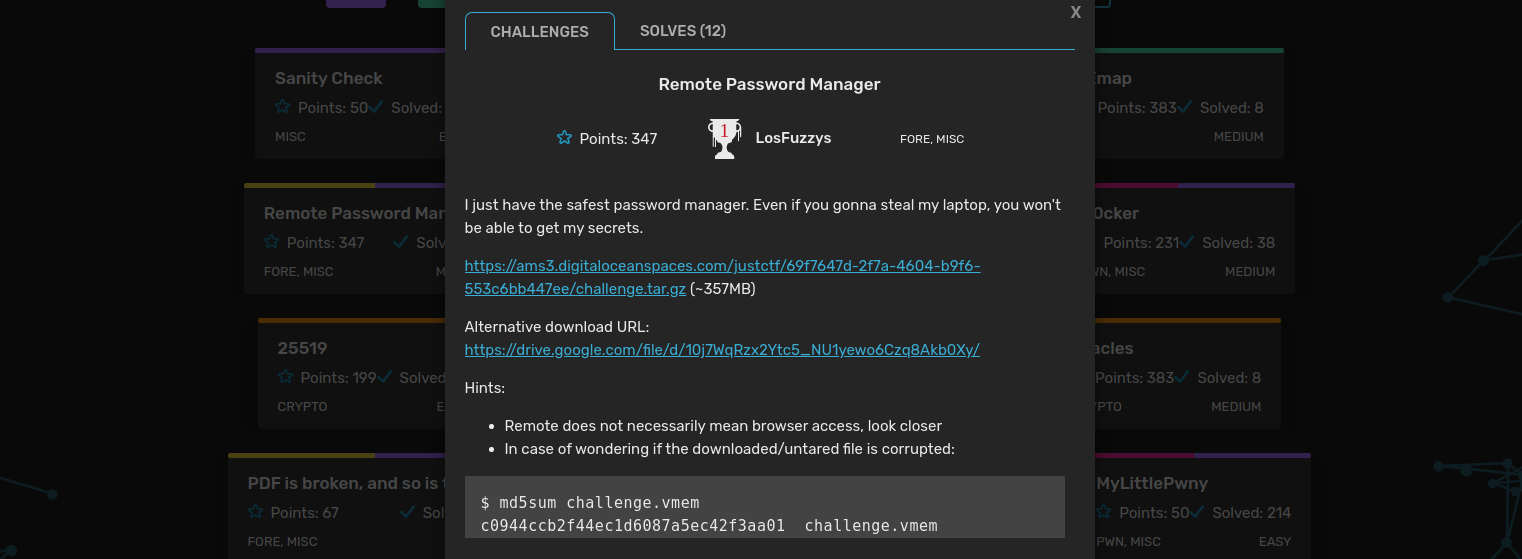 X
CHALLENGES
SOLVES (12)
Remote Password Manager
Points: 347
1
LosFuzzys
FORE, MISC
I just have the safest password manager. Even if you gonna steal my laptop, you won't
be able to get my secrets.
https://ams3.digitaloceanspaces.com/justctf/69f7647d-2f7a-4604-b9f6-
553c6bb447ee/challenge.tar.gz (~357MB)
Alternative download URL:
https://drive.google.com/file/d/10j7WqRzx2Ytc5_NU1yewo6Czq8Akb0Xy/
Hints:
Remote does not necessarily mean browser access, look closer
In case of wondering if the downloaded/untared file is corrupted:
$ md5sum challenge.vmem
c0944ccb2f44ec1d6087a5ec42f3aa01  challenge.vmem
Sanity Check
Points: 50 Solved:
MISC
E
Remote Password Mar
Points: 347 Solv
FORE, MISC
M
25519
Points: 199 Solved
CRYPTO
E
PDF is broken, and so is t
Points: 67 Sol
FORE, MISC
map
Points: 383 Solved: 8
MEDIUM
0cker
Points: 231 Solved: 38
WN, MISC
MEDIUM
acles
Points: 383 Solved: 8
PTO
MEDIUM
MyLittlePwny
Points: 50 Solved: 214
PWN, MISC
EASY